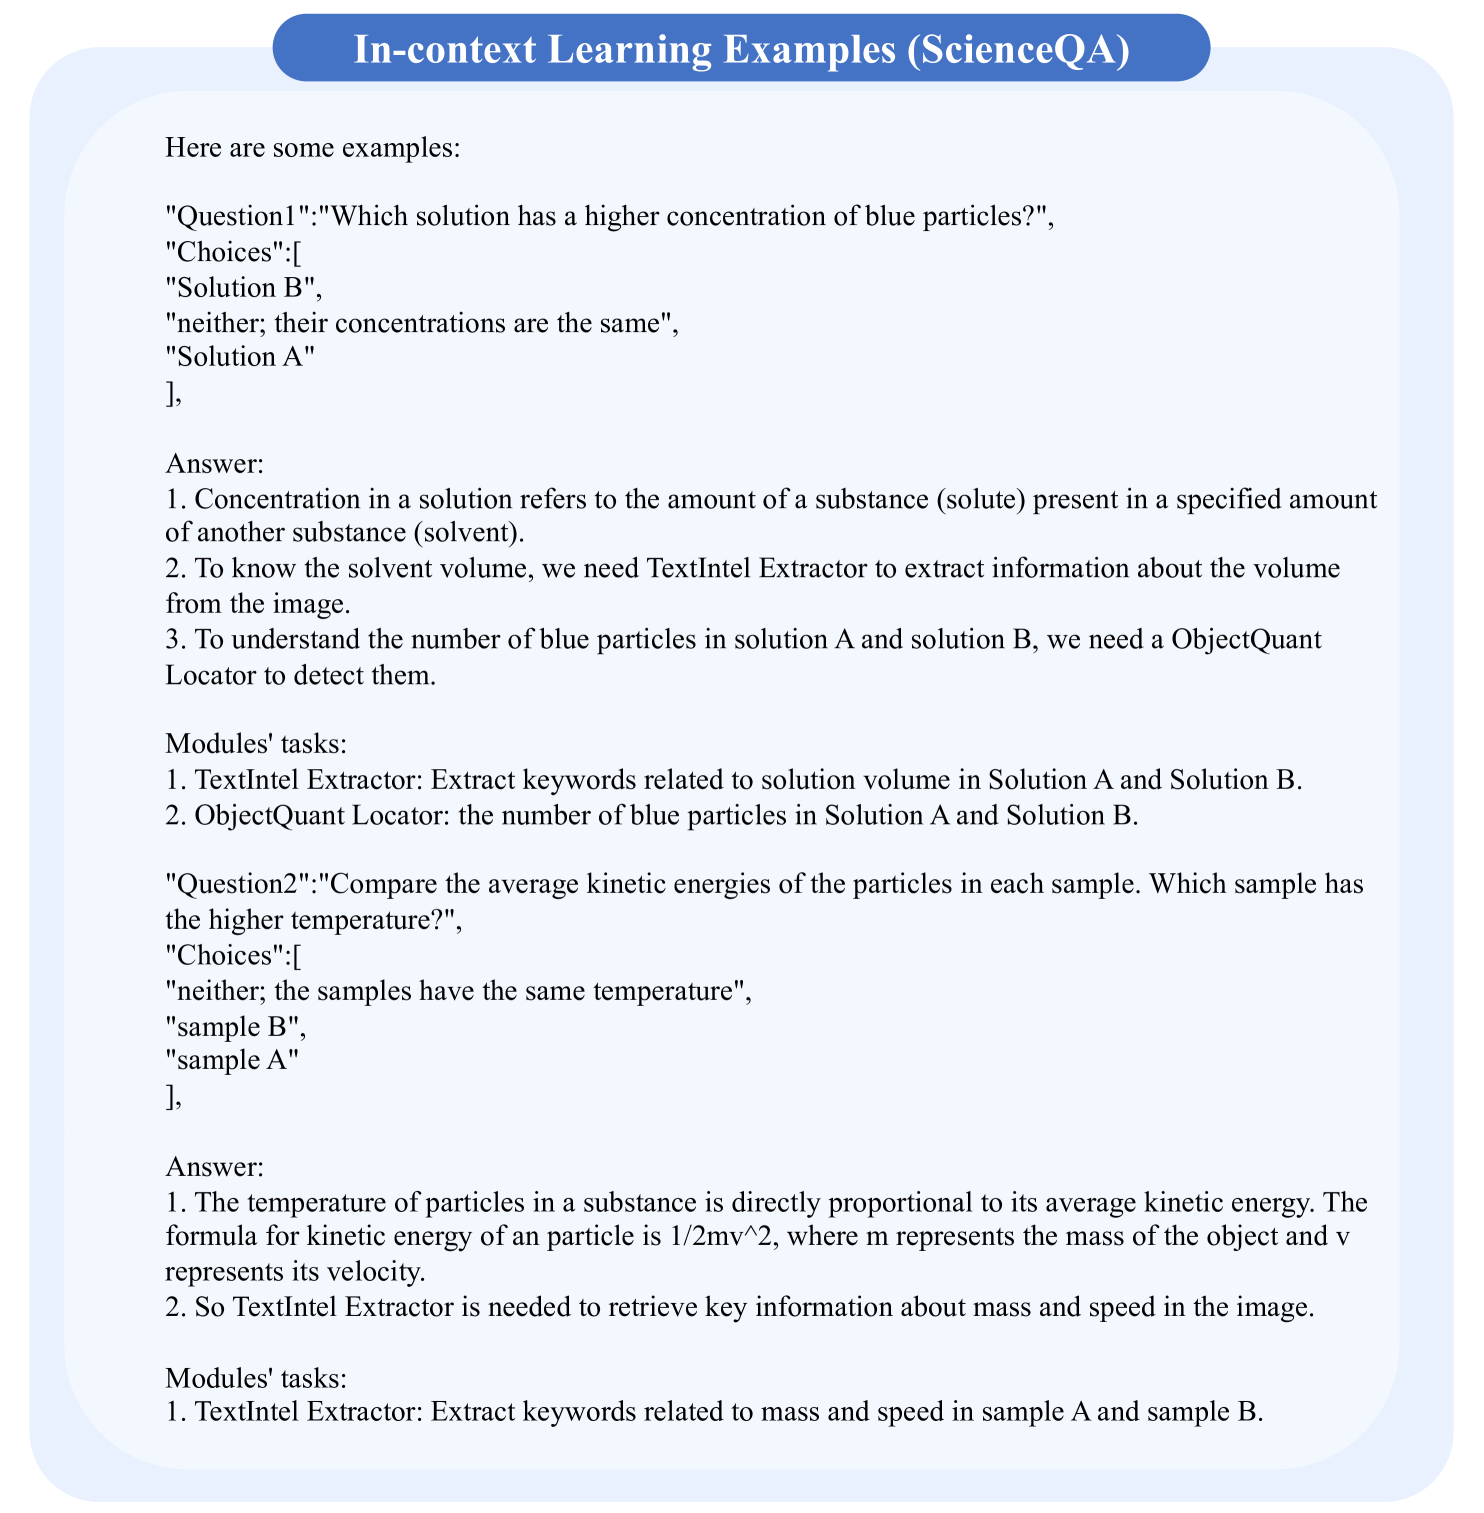 In-context Learning Examples (ScienceQA)
Here are some examples:
"Question1":"Which solution has a higher concentration of blue particles?",
"Choices":[
"Solution B",
"neither; their concentrations are the same",
"Solution A"
],
Answer:
1. Concentration in a solution refers to the amount of a substance (solute) present in a specified amount
of another substance (solvent).
2. To know the solvent volume, we need TextIntel Extractor to extract information about the volume
from the image.
3. To understand the number of blue particles in solution A and solution B, we need a ObjectQuant
Locator to detect them.
Modules' tasks:
1. TextIntel Extractor: Extract keywords related to solution volume in Solution A and Solution B.
2. ObjectQuant Locator: the number of blue particles in Solution A and Solution B.
"Question2":"Compare the average kinetic energies of the particles in each sample. Which sample has
the higher temperature?",
"Choices":[
"neither; the samples have the same temperature",
"sample B",
"sample A"
],
Answer:
1. The temperature of particles in a substance is directly proportional to its average kinetic energy. The
formula for kinetic energy of an particle is 1/2mv^2, where m represents the mass of the object and v
represents its velocity.
2. So TextIntel Extractor is needed to retrieve key information about mass and speed in the image.
Modules' tasks:
1. TextIntel Extractor: Extract keywords related to mass and speed in sample A and sample B.